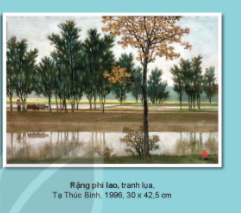 Rặng phi lao, tranh lụa,
Tạ Thúc Bình, 1996, 30 x 42,5 cm